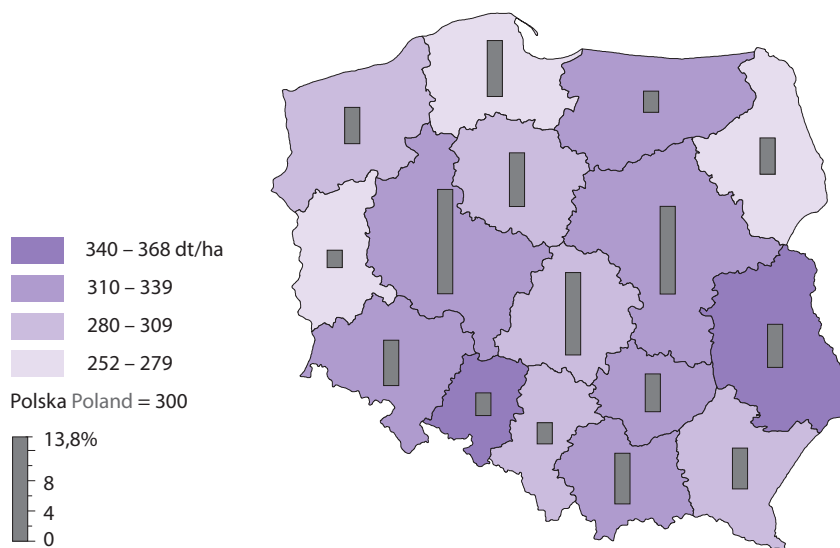 340 – 368 dt/ha
310 – 339
280 – 309
252 – 279
Polska Poland = 300
13,8%
8
4
0